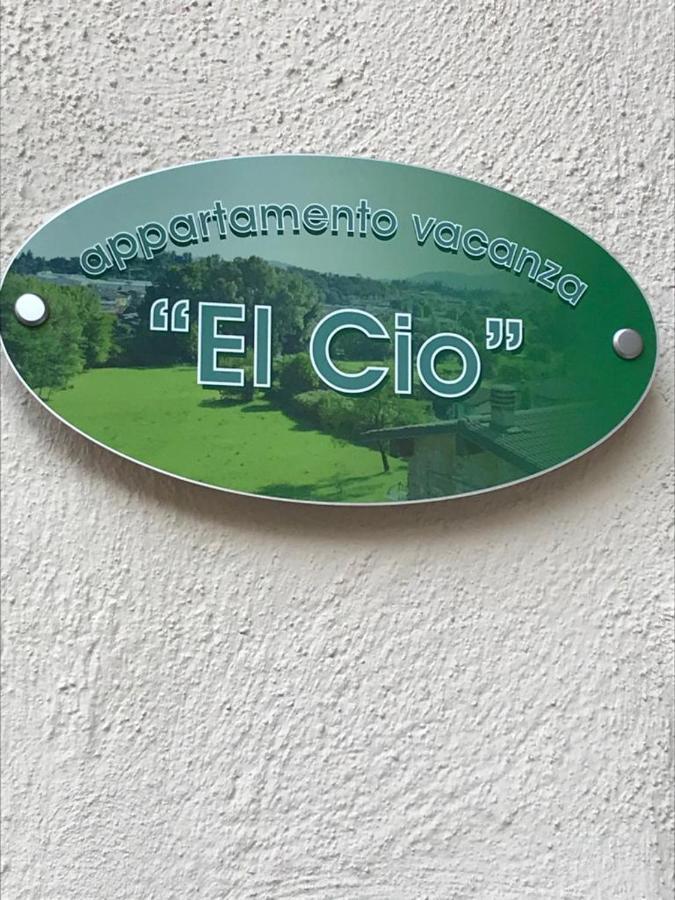 appartamento vacanza
“El Cio”